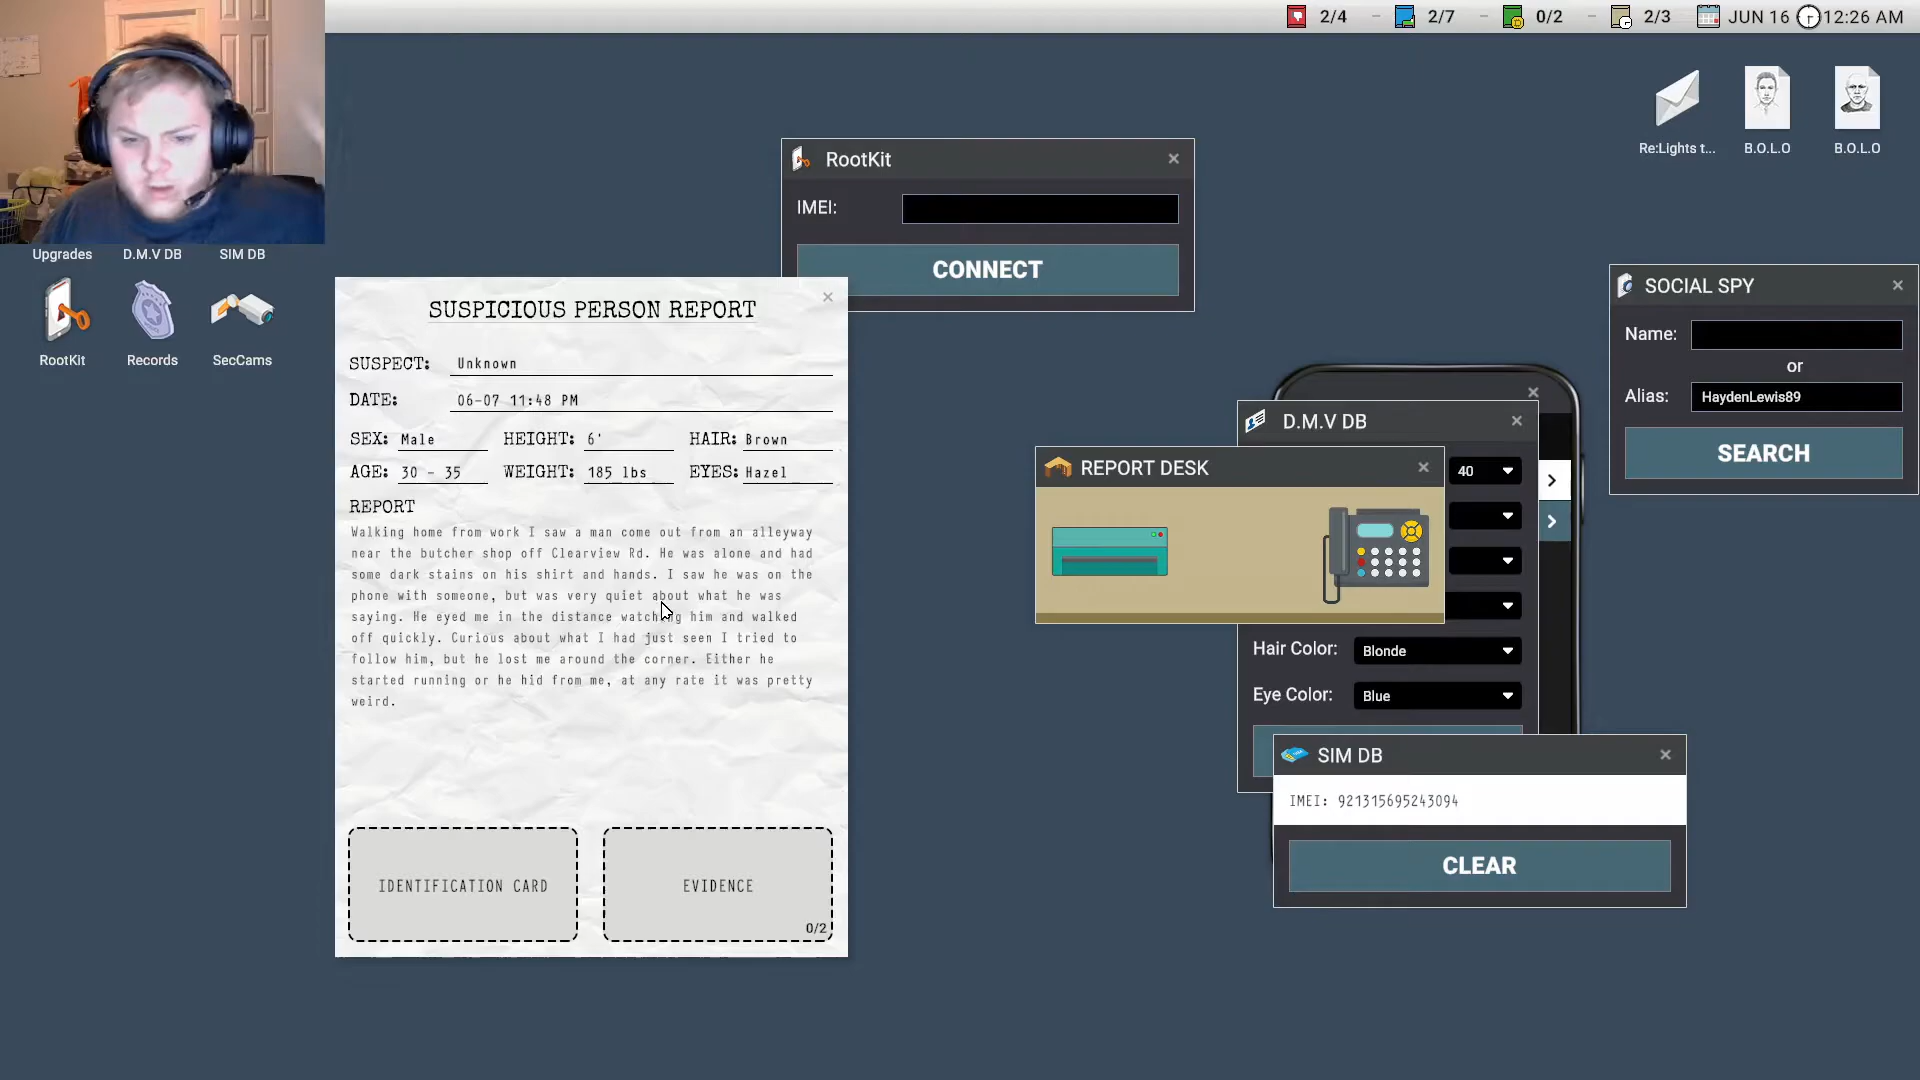 2/4
2/7
0/2
2/3
JUN 16
12:26 AM
Re:Lights t...
B.O.L.O
B.O.L.O
Upgrades
D.M.V DB
SIM DB
RootKit
Records
SecCams
RootKit
IMEI:
CONNECT
SUSPICIOUS PERSON REPORT
SUSPECT: Unknown
DATE: 06-07 11:48 PM
SEX: Male HEIGHT: 6' HAIR: Brown
AGE: 30 - 35 WEIGHT: 185 lbs EYES: Hazel
REPORT
Walking home from work I saw a man come out from an alleyway
near the butcher shop off Clearview Rd. He was alone and had
some dark stains on his shirt and hands. I saw he was on the
phone with someone, but was very quiet about what he was
saying. He eyed me in the distance watching him and walked
off quickly. Curious about what I had just seen I tried to
follow him, but he lost me around the corner. Either he
started running or he hid from me, at any rate it was pretty
weird.
IDENTIFICATION CARD
EVIDENCE
0/2
SOCIAL SPY
Name:
or
Alias: HaydenLewis89
SEARCH
D.M.V DB
40
REPORT DESK
Hair Color: Blonde
Eye Color: Blue
SIM DB
IMEI: 921315695243094
CLEAR